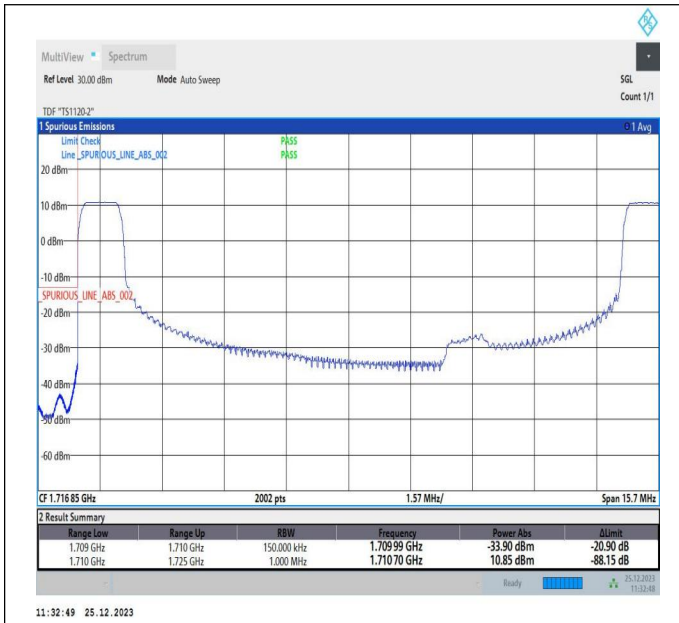 R S
MultiView Spectrum
Ref Level 30.00 dBm Mode Auto Sweep SGL
Count 1/1
TDF "TS1120-2"
1 Spurious Emissions 1 Avg
Limit Check PASS
Line _SPURIOUS_LINE_ABS_002 PASS
20 dBm
10 dBm
0 dBm
-10 dBm
_SPURIOUS_LINE_ABS_002
-20 dBm
-30 dBm
-40 dBm
-50 dBm
-60 dBm
CF 1.716 85 GHz 2002 pts 1.57 MHz/ Span 15.7 MHz
2 Result Summary
Range Low Range Up RBW Frequency Power Abs ΔLimit
1.709 GHz 1.710 GHz 150.000 kHz 1.709 99 GHz -33.90 dBm -20.90 dB
1.710 GHz 1.725 GHz 1.000 MHz 1.710 70 GHz 10.85 dBm -88.15 dB
Ready 25.12.2023
11:32:48
11:32:49 25.12.2023